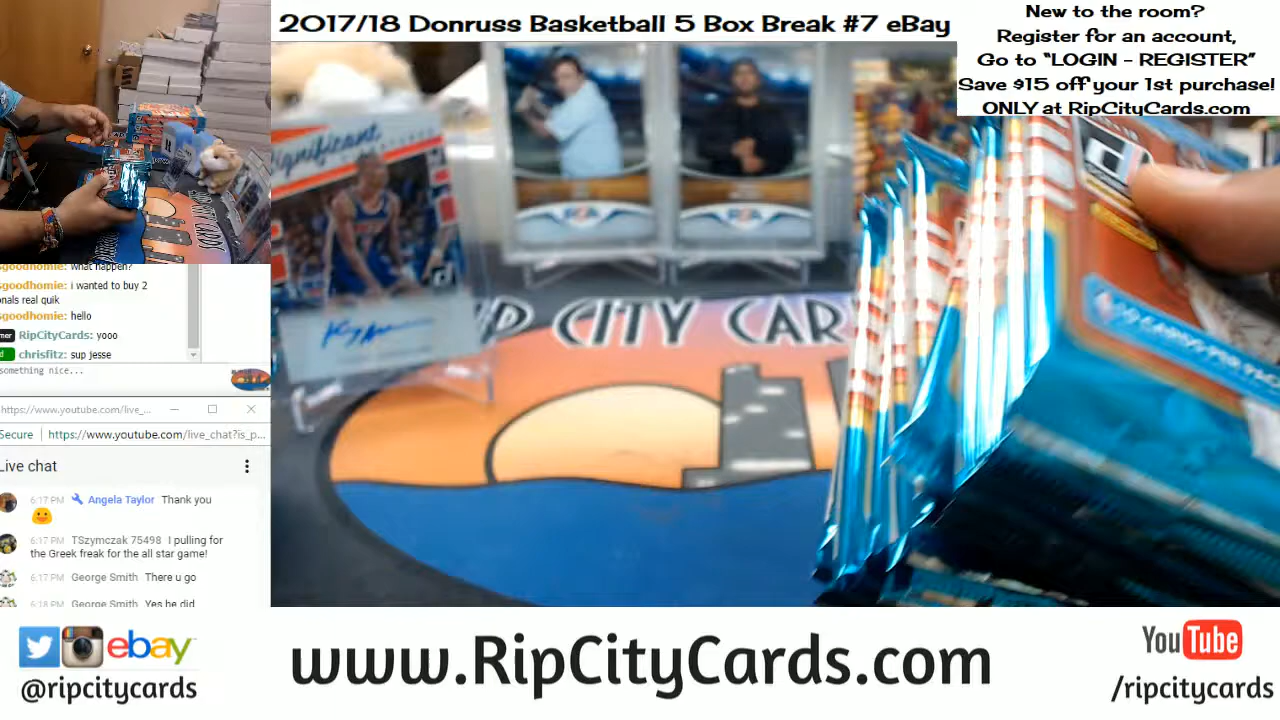 2017/18 Donruss Basketball 5 Box Break #7 eBay
New to the room?
Register for an account,
Go to "LOGIN - REGISTER"
Save $15 off your 1st purchase!
ONLY at RipCityCards.com
Significant
CITY CAR
sgoodhomie: what happen?
sgoodhomie: i wanted to buy 2
onals real quik
sgoodhomie: hello
RipCityCards: yooo
chrisfitz: sup jesse
something nice...
https://www.youtube.com/live_...
Secure https://www.youtube.com/live_chat?is_p...
Live chat
6:17 PM Angela Taylor Thank you
6:17 PM TSzymczak 75498 I pulling for
the Greek freak for the all star game!
6:17 PM George Smith There u go
6:18 PM George Smith Yes he did
ebay
@ripcitycards
www.RipCityCards.com
YouTube
/ripcitycards